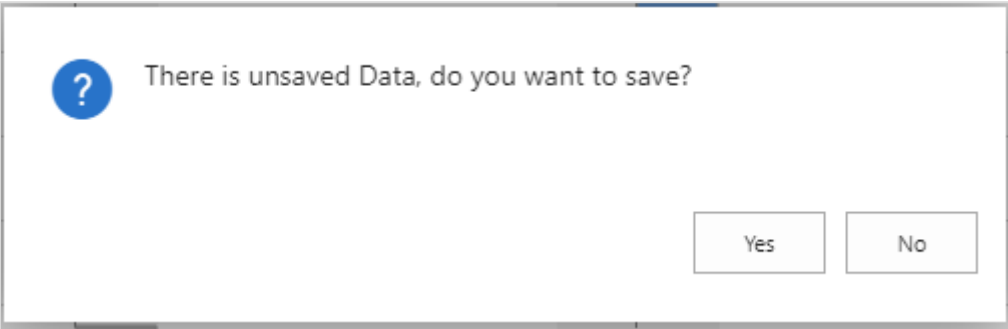 There is unsaved Data, do you want to save?
Yes No